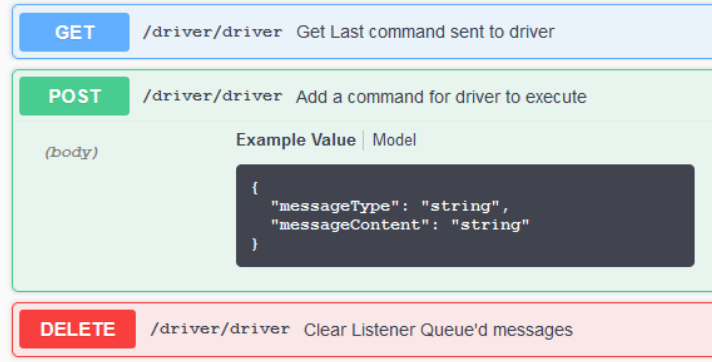 GET /driver/driver Get Last command sent to driver
POST /driver/driver Add a command for driver to execute
(body) Example Value | Model
{
"messageType": "string",
"messageContent": "string"
}
DELETE /driver/driver Clear Listener Queue'd messages